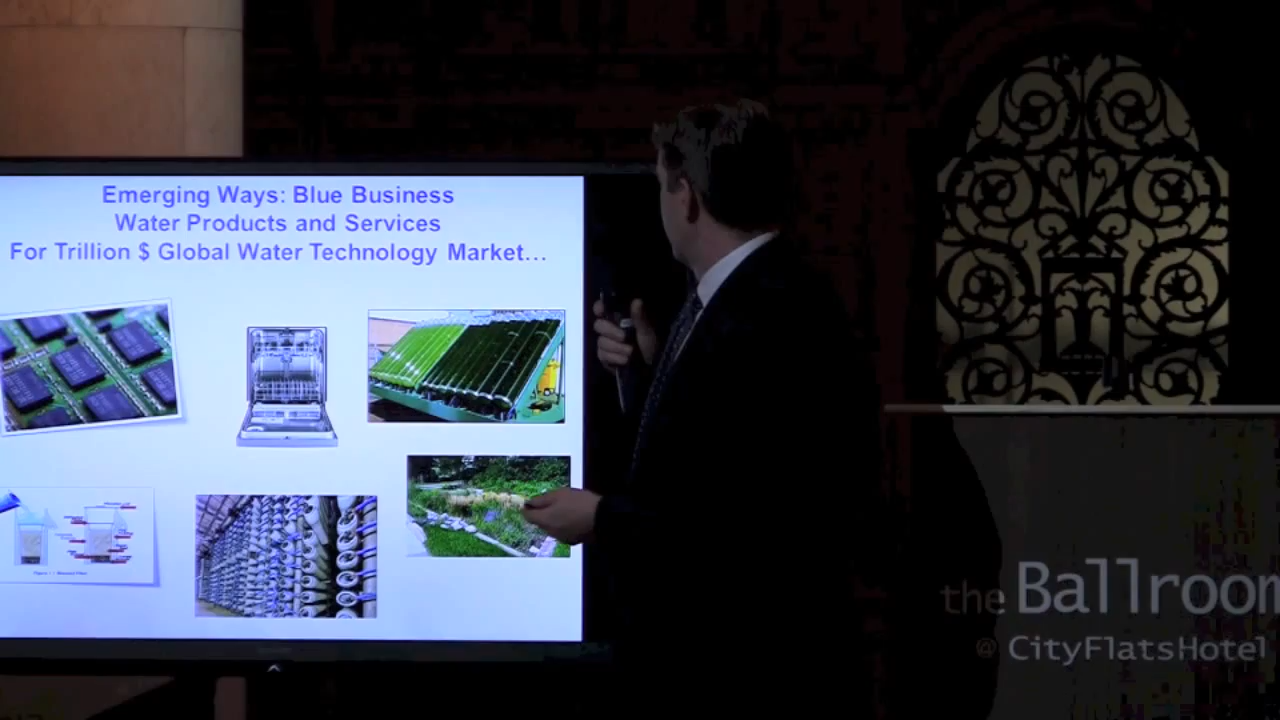 Emerging Ways: Blue Business
Water Products and Services
For Trillion $ Global Water Technology Market...
the Ballroom
@ CityFlatsHotel